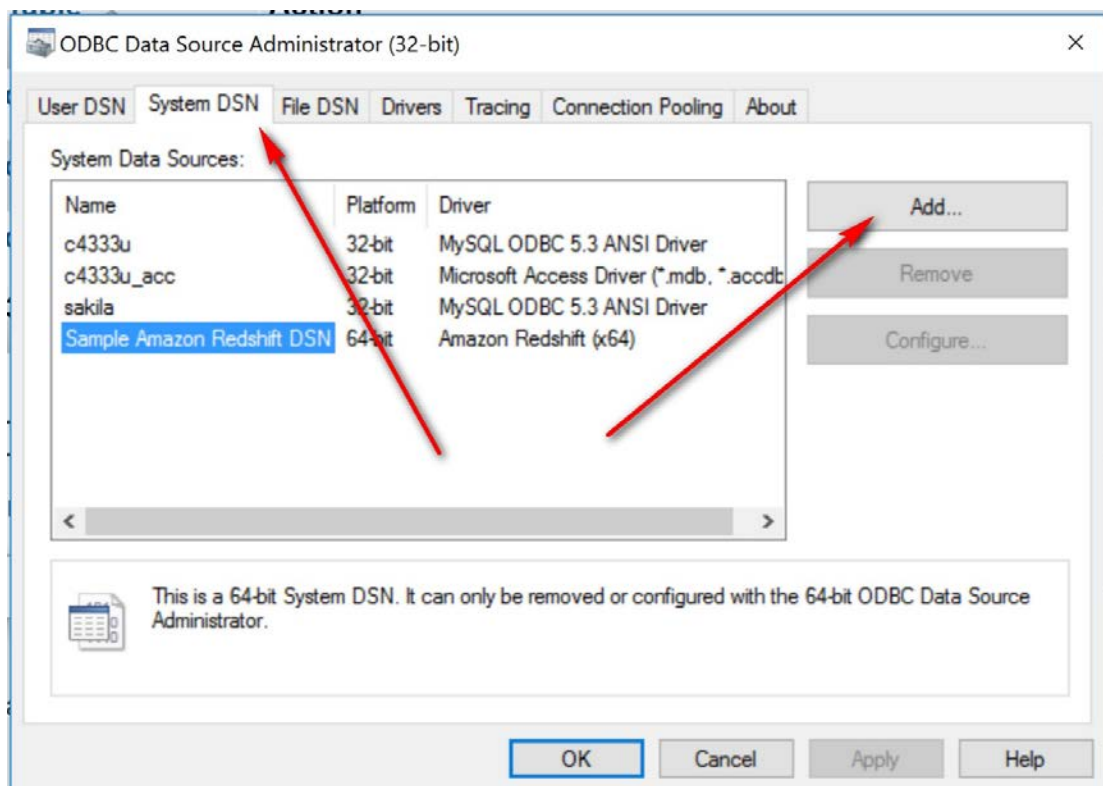 ODBC Data Source Administrator (32-bit)
User DSN System DSN File DSN Drivers Tracing Connection Pooling About
System Data Sources:
Name Platform Driver
c4333u 32-bit MySQL ODBC 5.3 ANSI Driver
c4333u_acc 32-bit Microsoft Access Driver (*.mdb, *.accdb
sakila 32-bit MySQL ODBC 5.3 ANSI Driver
Sample Amazon Redshift DSN 64-bit Amazon Redshift (x64)
Add...
Remove
Configure...
This is a 64-bit System DSN. It can only be removed or configured with the 64-bit ODBC Data Source
Administrator.
OK Cancel Apply Help